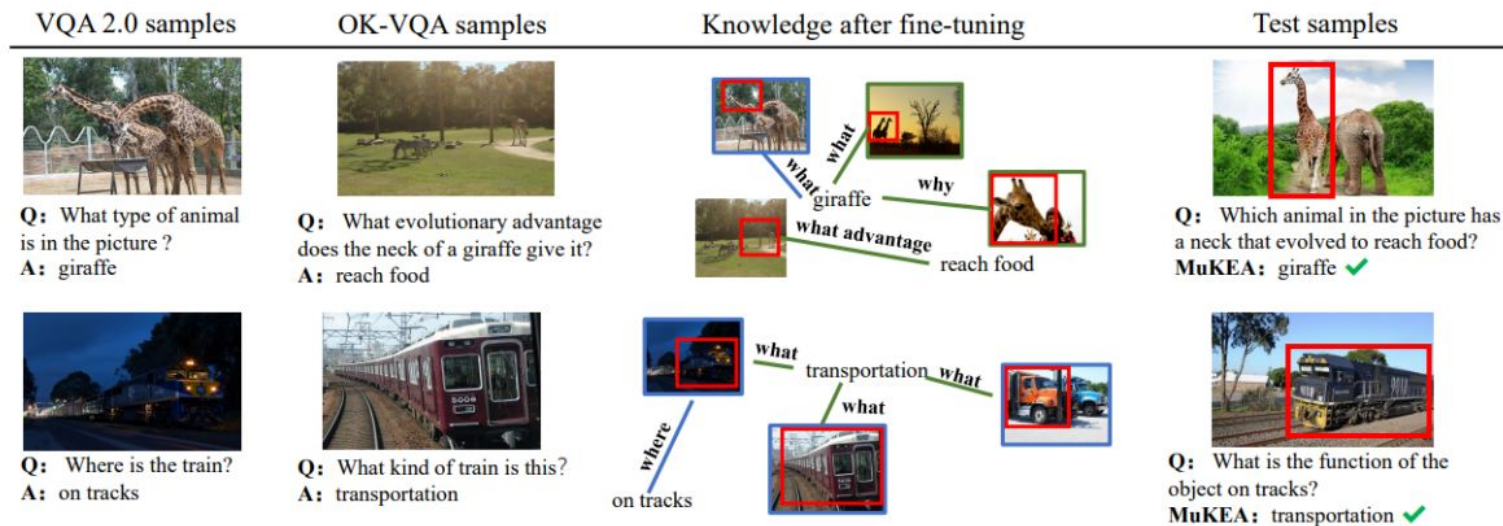 VQA 2.0 samples
OK-VQA samples
Knowledge after fine-tuning
Test samples
Q: What type of animal
is in the picture ?
A: giraffe
Q: What evolutionary advantage
does the neck of a giraffe give it?
A: reach food
what
what
giraffe
why
what advantage
reach food
Q: Which animal in the picture has
a neck that evolved to reach food?
MuKEA: giraffe ✔
Q: Where is the train?
A: on tracks
Q: What kind of train is this?
A: transportation
what
transportation
what
what
where
on tracks
Q: What is the function of the
object on tracks?
MuKEA: transportation ✔